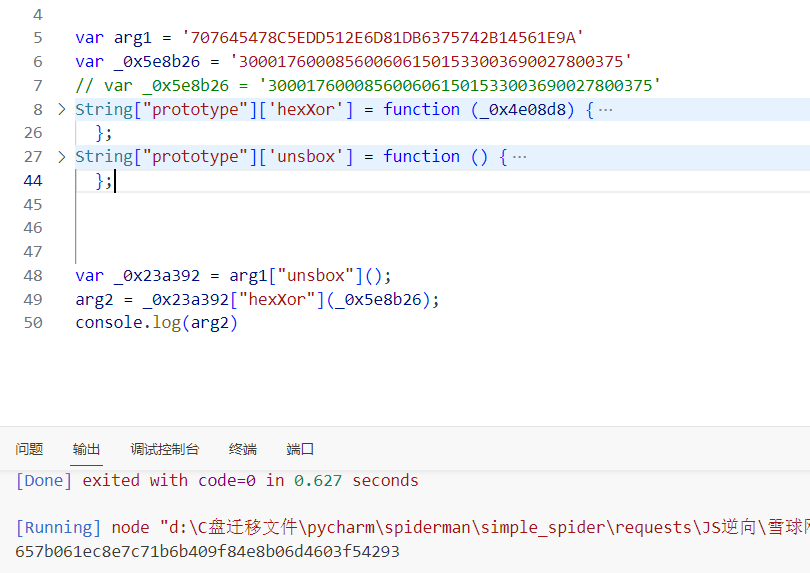 4
5 var arg1 = '707645478C5EDD512E6D81DB6375742B14561E9A'
6 var _0x5e8b26 = '3000176000856006061501533003690027800375'
7 // var _0x5e8b26 = '3000176000856006061501533003690027800375'
8 > String["prototype"]['hexXor'] = function (_0x4e08d8) { ···
26 };
27 > String["prototype"]['unsbox'] = function () { ···
44 };
45
46
47
48 var _0x23a392 = arg1["unsbox"]();
49 arg2 = _0x23a392["hexXor"](_0x5e8b26);
50 console.log(arg2)
问题 输出 调试控制台 终端 端口
[Done] exited with code=0 in 0.627 seconds
[Running] node "d:\C盘迁移文件\pycharm\spiderman\simple_spider\requests\JS逆向\雪球网
657b061ec8e7c71b6b409f84e8b06d4603f54293